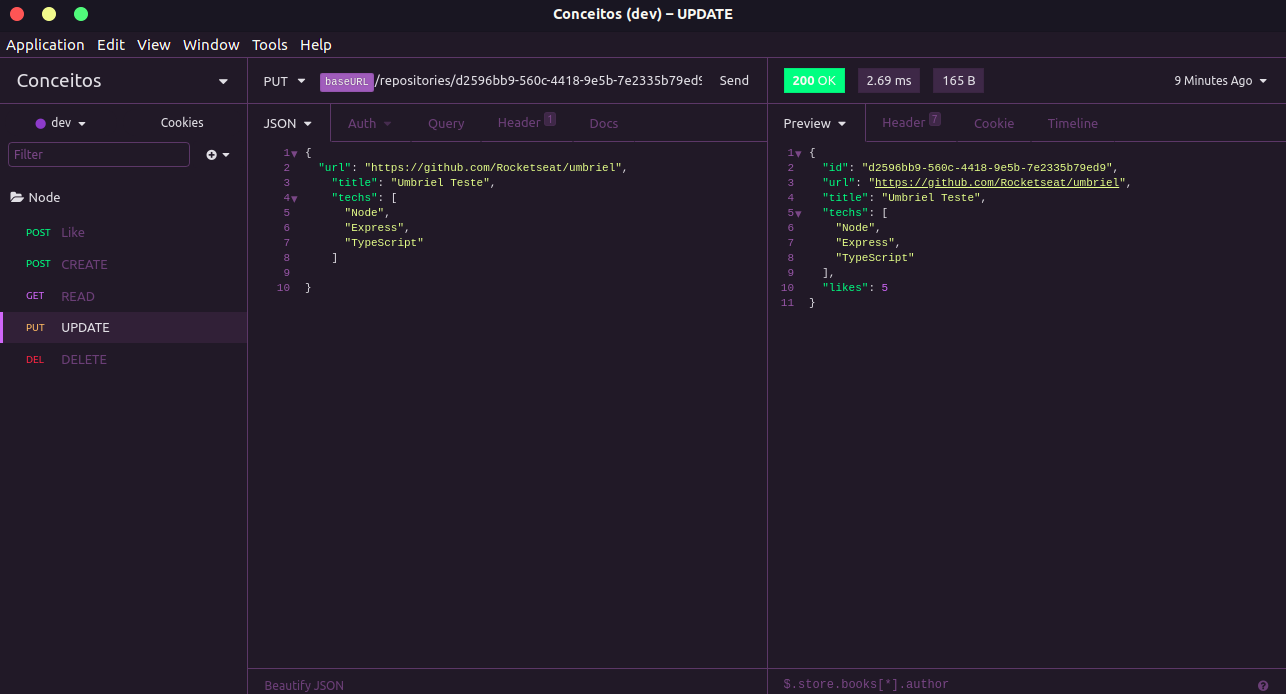 Conceitos (dev) – UPDATE
Application Edit View Window Tools Help
Conceitos
dev Cookies
Filter
Node
POST Like
POST CREATE
GET READ
PUT UPDATE
DEL DELETE
PUT baseURL /repositories/d2596bb9-560c-4418-9e5b-7e2335b79ed9 Send
JSON Auth Query Header 1 Docs
1 {
2 "url": "https://github.com/Rocketseat/umbriel",
3 "title": "Umbriel Teste",
4 "techs": [
5 "Node",
6 "Express",
7 "TypeScript"
8 ]
9
10 }
Beautify JSON
200 OK 2.69 ms 165 B 9 Minutes Ago
Preview Header 7 Cookie Timeline
1 {
2 "id": "d2596bb9-560c-4418-9e5b-7e2335b79ed9",
3 "url": "https://github.com/Rocketseat/umbriel",
4 "title": "Umbriel Teste",
5 "techs": [
6 "Node",
7 "Express",
8 "TypeScript"
9 ],
10 "likes": 5
11 }
$.store.books[*].author